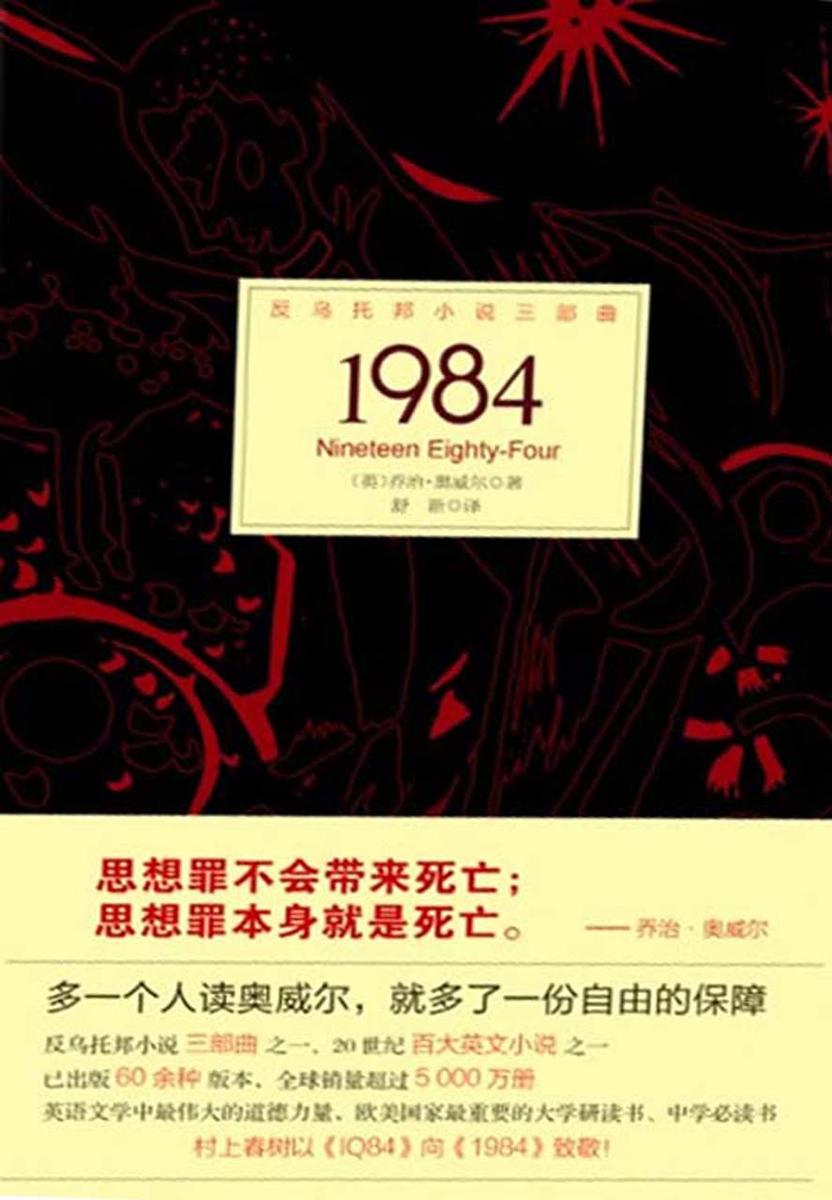 反乌托邦小说三部曲
1984
Nineteen Eighty-Four
（英）乔治·奥威尔◎著
舒 新◎译
思想罪不会带来死亡；
思想罪本身就是死亡。
—— 乔治·奥威尔
多一个人读奥威尔，就多了一份自由的保障
反乌托邦小说 三部曲 之一、20世纪 百大英文小说 之一
已出版 60余种 版本，全球销量超过 5 000万册
英语文学中最伟大的道德力量、欧美国家最重要的大学研读书、中学必读书
村上春树以《IQ84》向《1984》致敬！